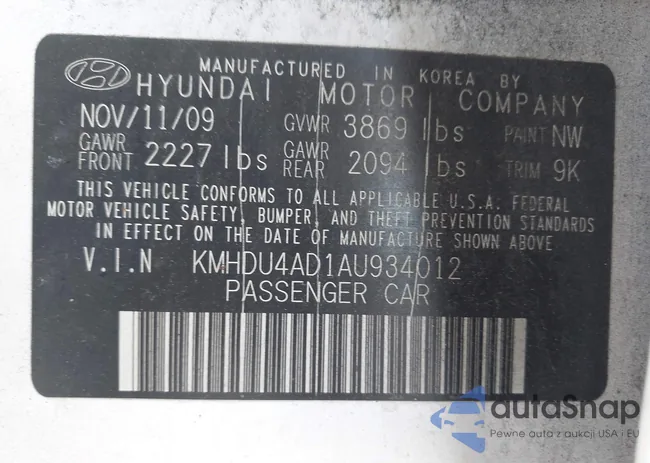 MANUFACTURED IN KOREA BY
HYUNDAI MOTOR COMPANY
NOV/11/09 GVWR 3869 lbs PAINT NW
GAWR FRONT 2227 lbs GAWR REAR 2094 lbs TRIM 9K
THIS VEHICLE CONFORMS TO ALL APPLICABLE U.S.A. FEDERAL
MOTOR VEHICLE SAFETY, BUMPER, AND THEFT PREVENTION STANDARDS
IN EFFECT ON THE DATE OF MANUFACTURE SHOWN ABOVE
V.I.N KMHDU4AD1AU934012
PASSENGER CAR
autoSnap
Pewne auta z aukcji USA i EU